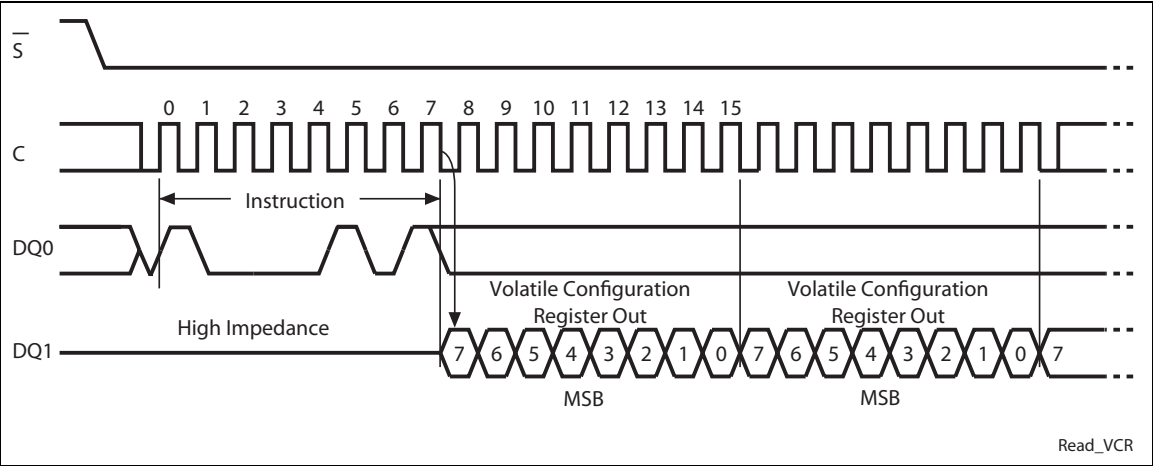 S
0 1 2 3 4 5 6 7 8 9 10 11 12 13 14 15
C
Instruction
DQ0
Volatile Configuration
Register Out
Volatile Configuration
Register Out
High Impedance
DQ1
7 6 5 4 3 2 1 0 7 6 5 4 3 2 1 0 7
MSB
MSB
Read_VCR